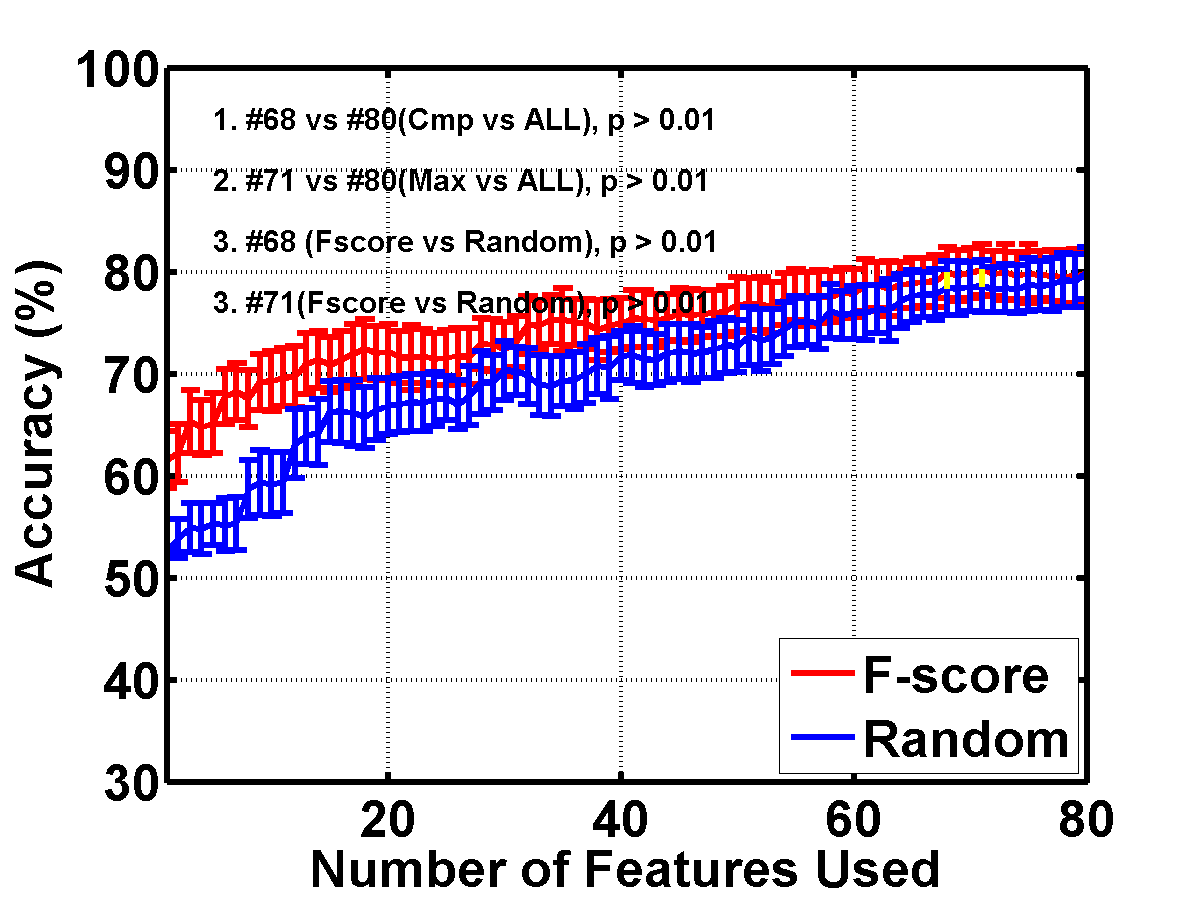 100
1. #68 vs #80(Cmp vs ALL), p > 0.01
90
2. #71 vs #80(Max vs ALL), p > 0.01
3. #68 (Fscore vs Random), p > 0.01
80
3. #71(Fscore vs Random), p > 0.01
70
60
50
40
30
Accuracy (%)
F-score
Random
20 40 60 80
Number of Features Used